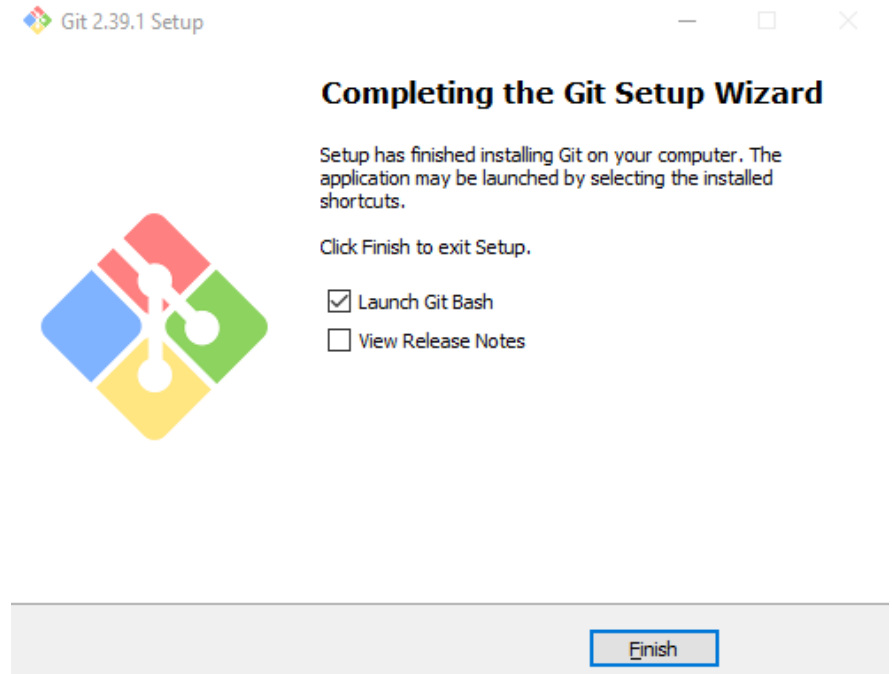 Git 2.39.1 Setup
Completing the Git Setup Wizard
Setup has finished installing Git on your computer. The
application may be launched by selecting the installed
shortcuts.
Click Finish to exit Setup.
Launch Git Bash
View Release Notes
Finish